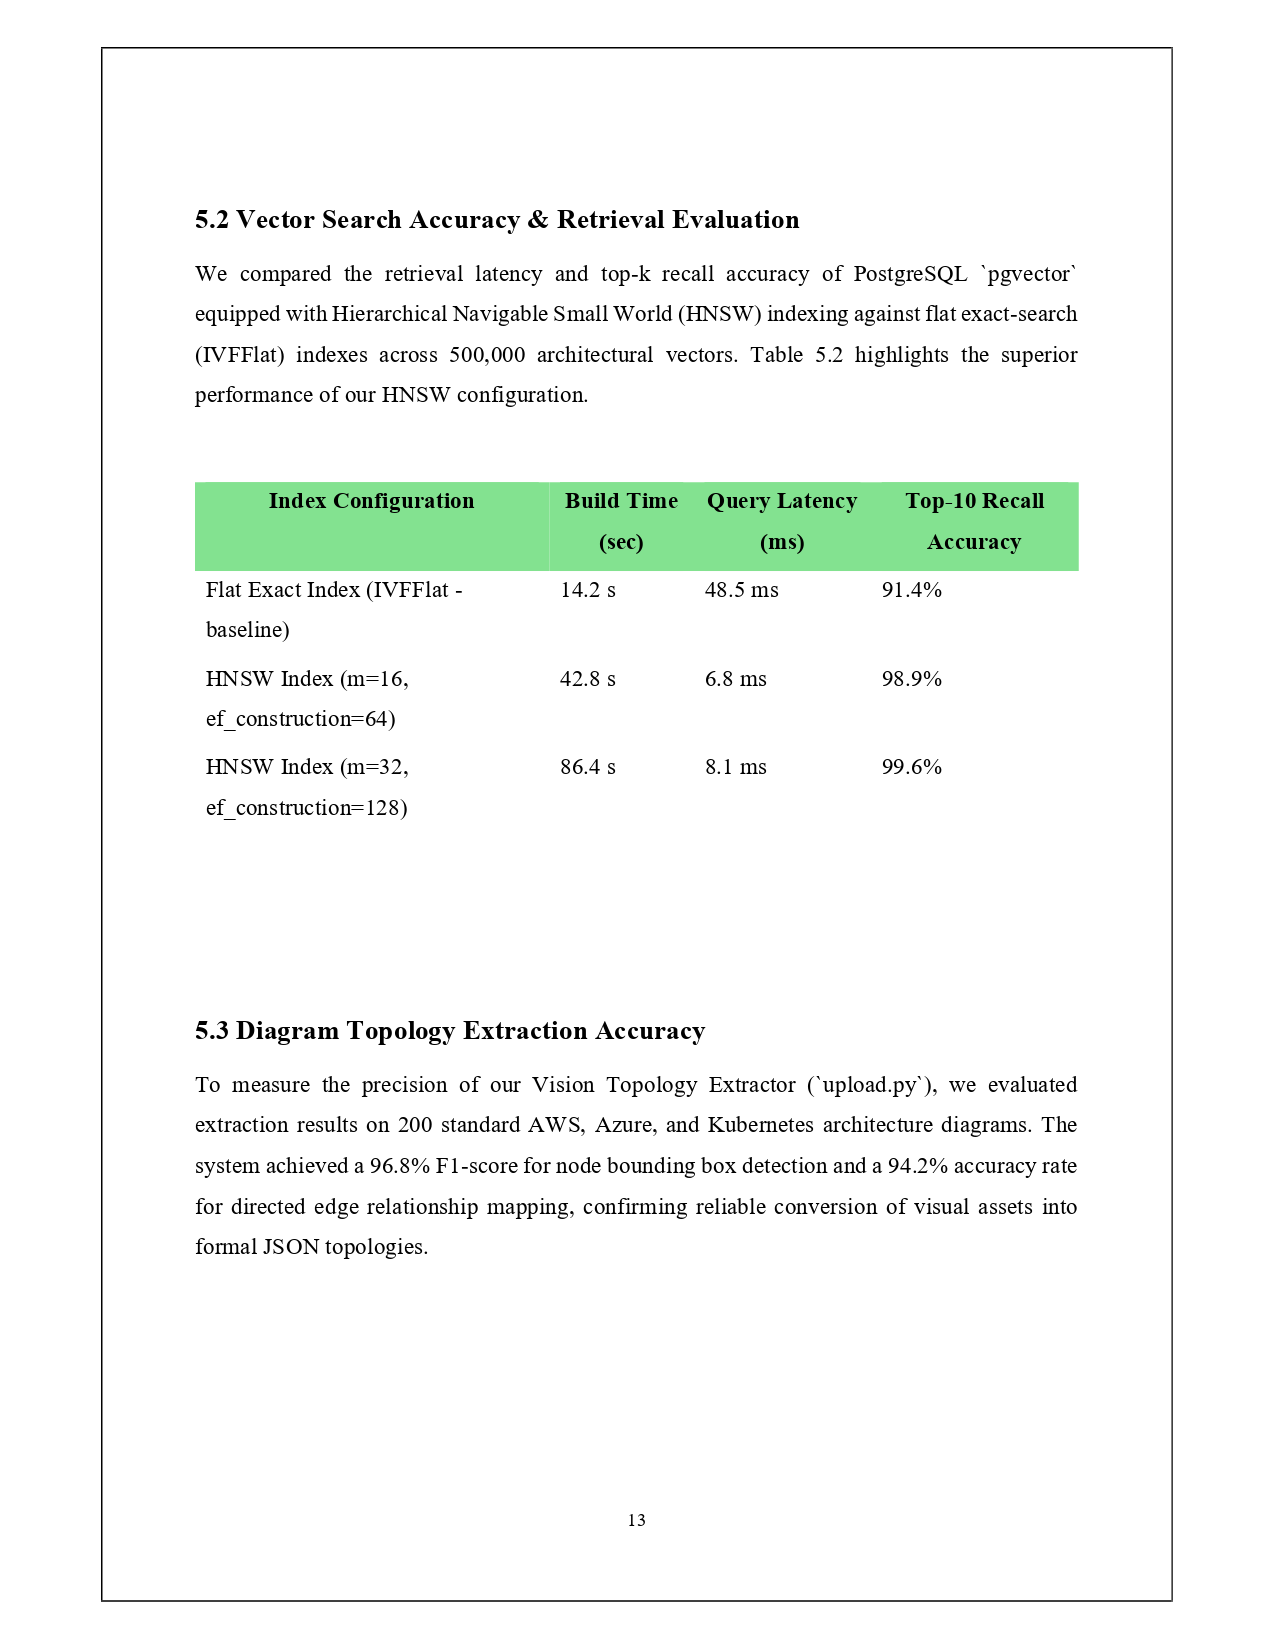 5.2 Vector Search Accuracy & Retrieval Evaluation
We compared the retrieval latency and top-k recall accuracy of PostgreSQL `pgvector`
equipped with Hierarchical Navigable Small World (HNSW) indexing against flat exact-search
(IVFFlat) indexes across 500,000 architectural vectors. Table 5.2 highlights the superior
performance of our HNSW configuration.
Index Configuration Build Time Query Latency Top-10 Recall
(sec) (ms) Accuracy
Flat Exact Index (IVFFlat - 14.2 s 48.5 ms 91.4%
baseline)
HNSW Index (m=16, 42.8 s 6.8 ms 98.9%
ef_construction=64)
HNSW Index (m=32, 86.4 s 8.1 ms 99.6%
ef_construction=128)
5.3 Diagram Topology Extraction Accuracy
To measure the precision of our Vision Topology Extractor (`upload.py`), we evaluated
extraction results on 200 standard AWS, Azure, and Kubernetes architecture diagrams. The
system achieved a 96.8% F1-score for node bounding box detection and a 94.2% accuracy rate
for directed edge relationship mapping, confirming reliable conversion of visual assets into
formal JSON topologies.
13